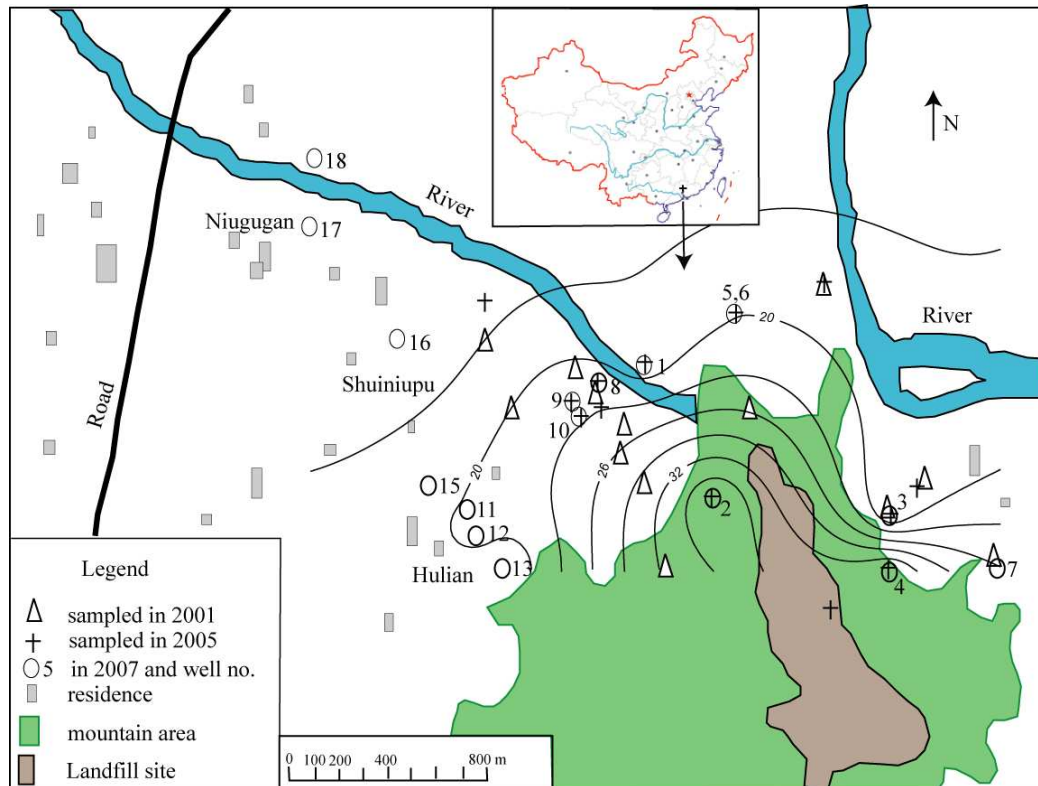 N
18
River
Niugugan
17
5,6
20
River
16
1
Shuiniupu
8
9
10
Road
20
26
32
15
11
2
3
12
Hulian
13
4
7
Legend
sampled in 2001
sampled in 2005
5 in 2007 and well no.
residence
mountain area
Landfill site
0 100 200 400 800 m